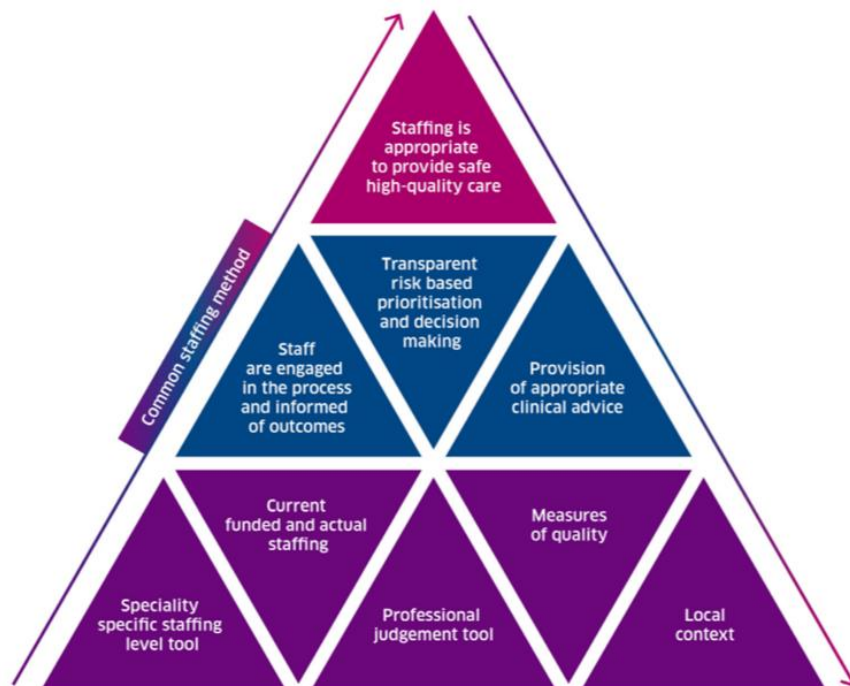 Staffing is
appropriate
to provide safe
high-quality care
Common staffing method
Transparent
risk based
prioritisation
and decision
making
Staff
are engaged
in the process
and informed
of outcomes
Provision
of appropriate
clinical advice
Current
funded and actual
staffing
Measures
of quality
Speciality
specific staffing
level tool
Professional
judgement tool
Local
context